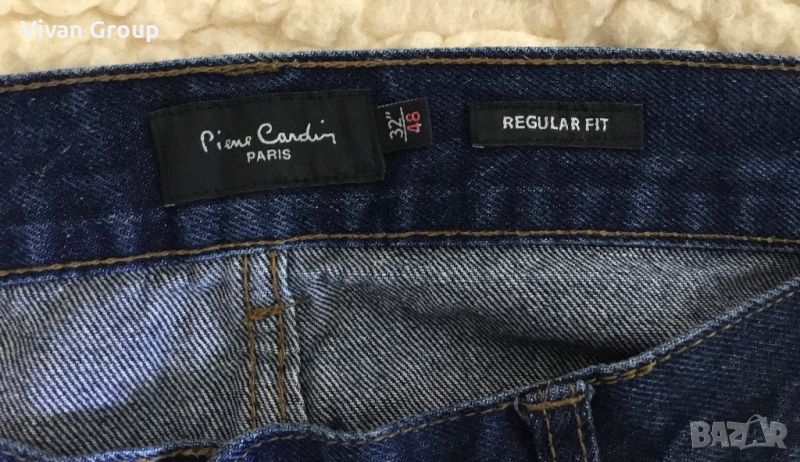 Vivan Group
Pierre Cardin
PARIS
32"
48
REGULAR FIT
BAZAR